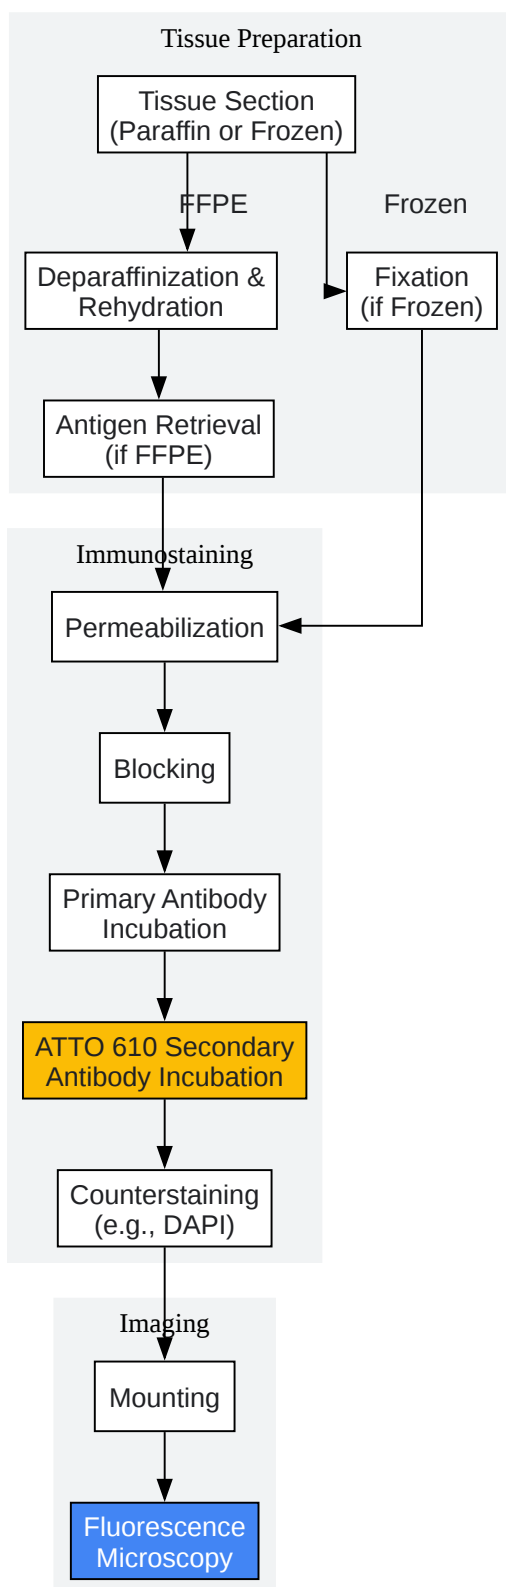 Tissue Preparation
Tissue Section
(Paraffin or Frozen)
FFPE
Frozen
Deparaffinization &
Rehydration
Fixation
(if Frozen)
Antigen Retrieval
(if FFPE)
Immunostaining
Permeabilization
Blocking
Primary Antibody
Incubation
ATTO 610 Secondary
Antibody Incubation
Counterstaining
(e.g., DAPI)
Imaging
Mounting
Fluorescence
Microscopy